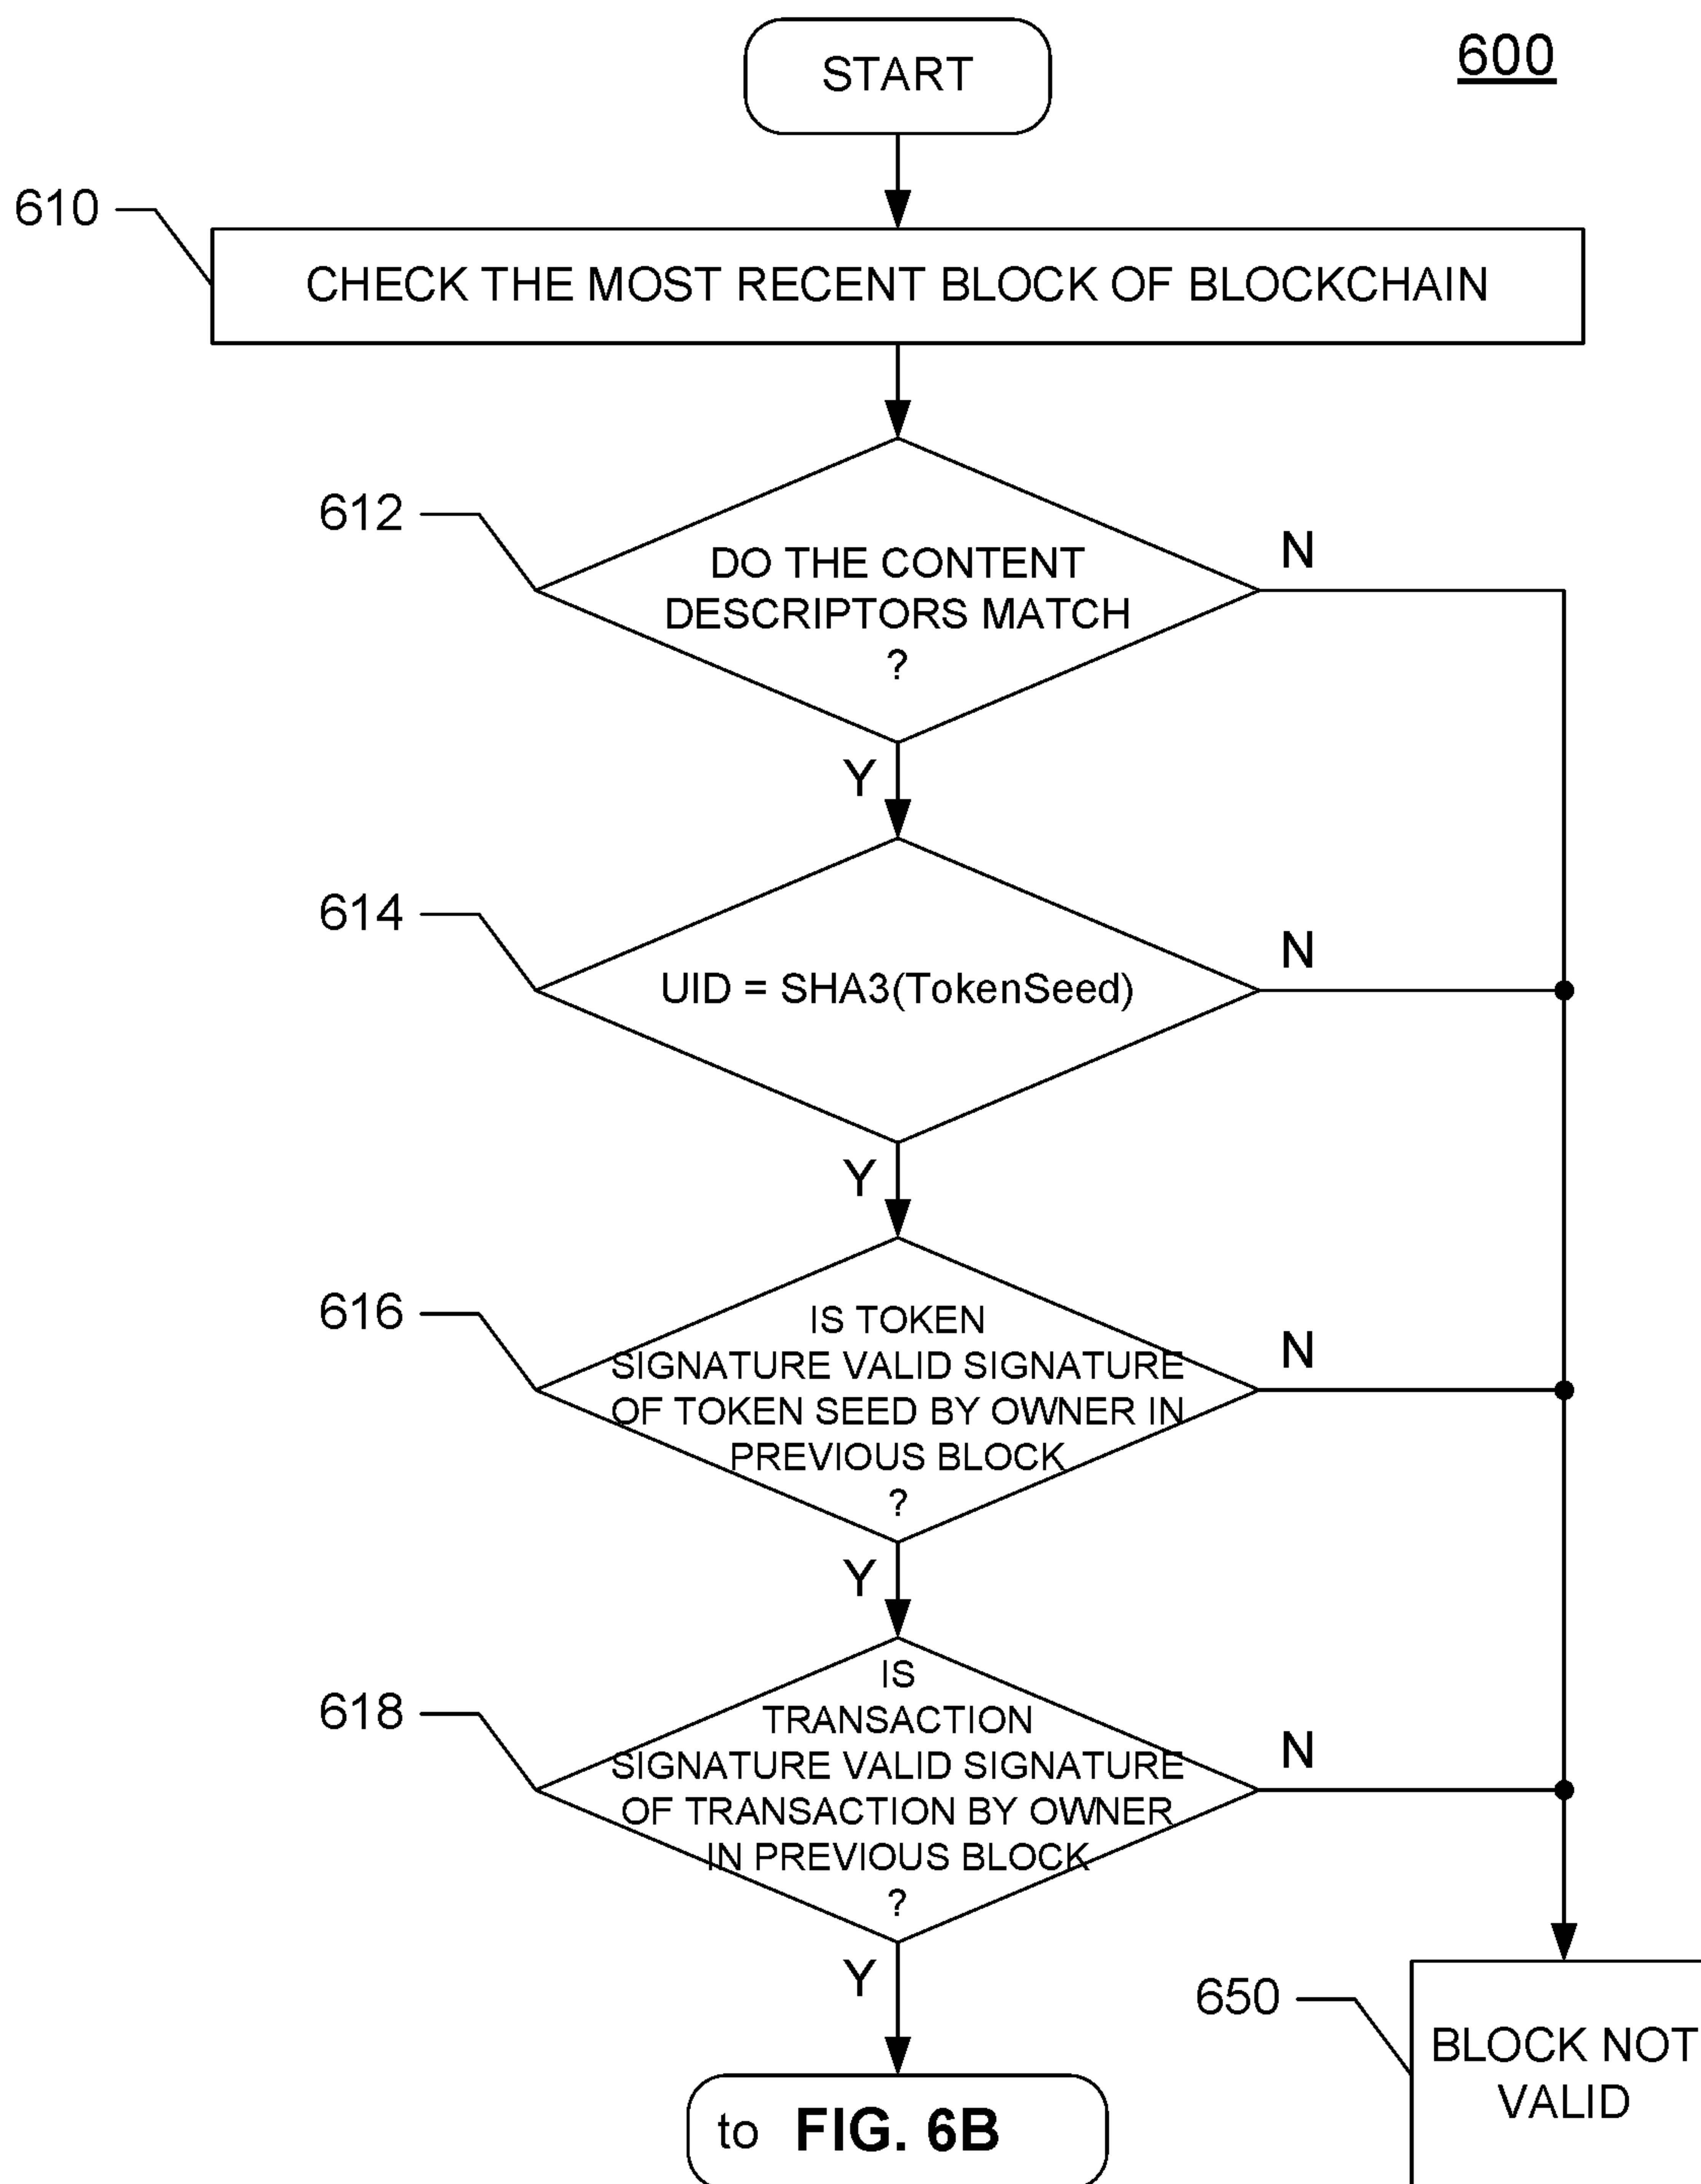 START
600
610
CHECK THE MOST RECENT BLOCK OF BLOCKCHAIN
612
DO THE CONTENT
DESCRIPTORS MATCH
?
N
Y
614
UID = SHA3(TokenSeed)
N
Y
616
IS TOKEN
SIGNATURE VALID SIGNATURE
OF TOKEN SEED BY OWNER IN
PREVIOUS BLOCK
?
N
Y
618
IS
TRANSACTION
SIGNATURE VALID SIGNATURE
OF TRANSACTION BY OWNER
IN PREVIOUS BLOCK
?
N
Y
650
BLOCK NOT
VALID
to FIG. 6B